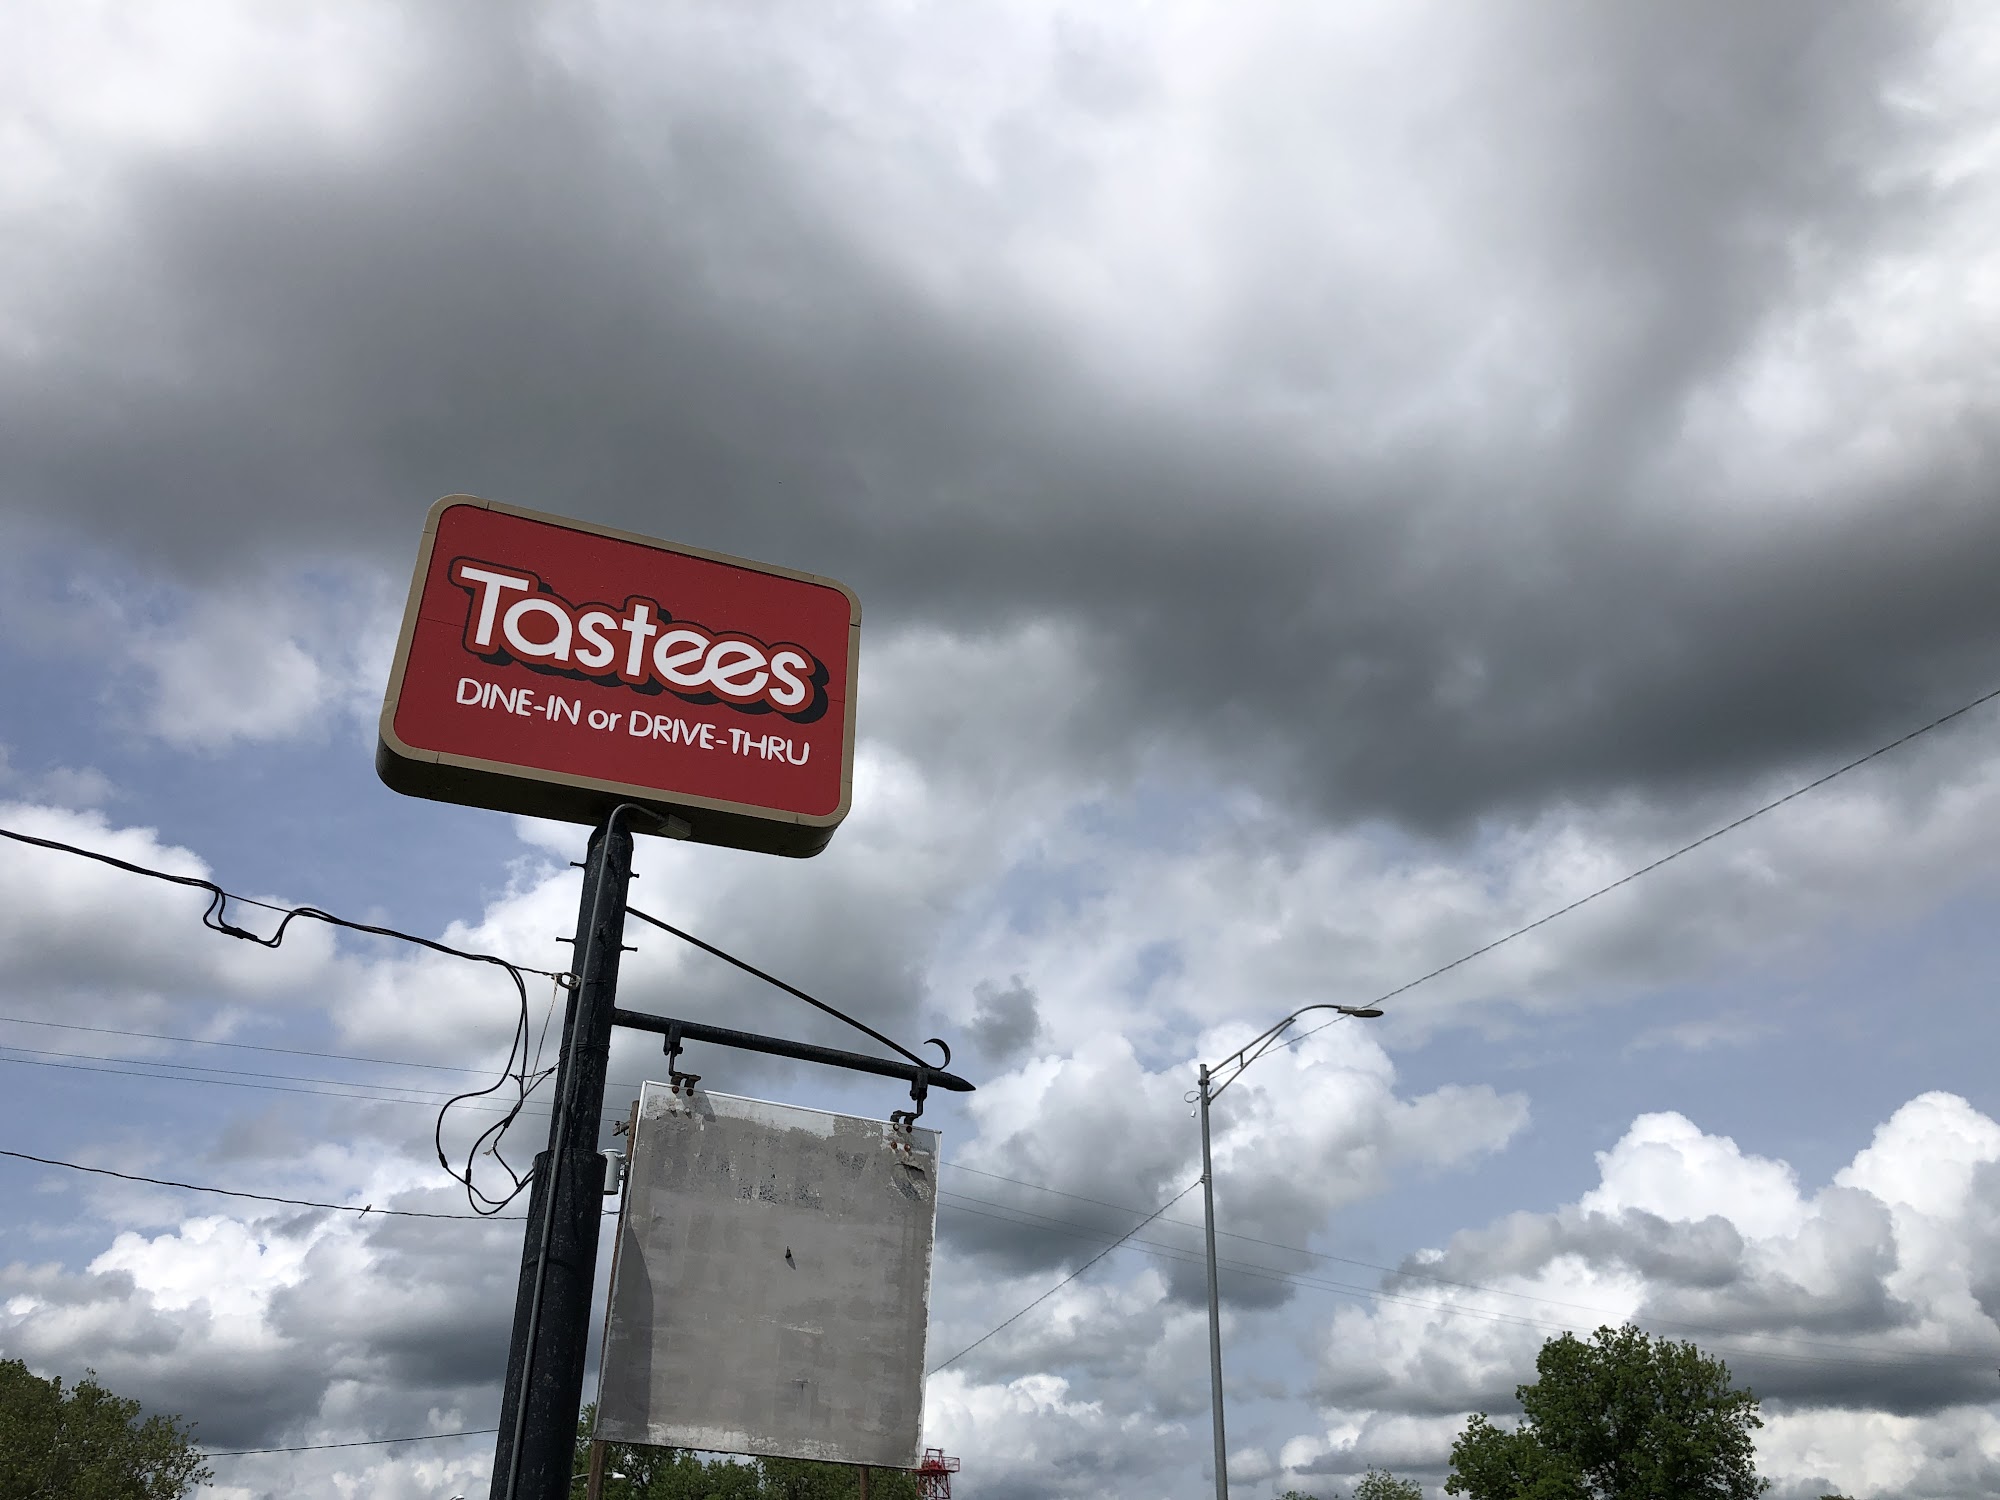 Tastees
DINE-IN or DRIVE-THRU